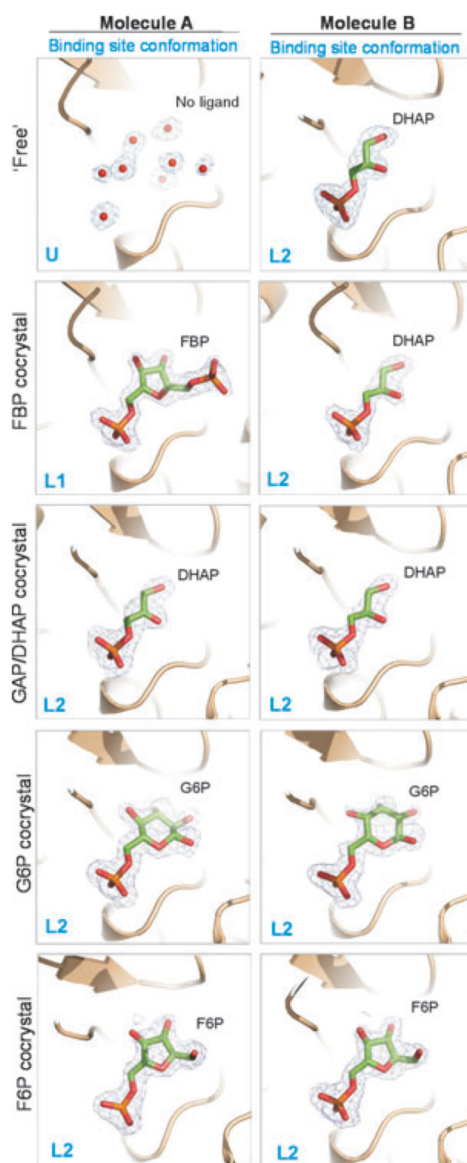 Molecule A
Binding site conformation
Molecule B
Binding site conformation
'Free'
No ligand
U
DHAP
L2
FBP cocrystal
FBP
L1
DHAP
L2
GAP/DHAP cocrystal
DHAP
L2
DHAP
L2
G6P cocrystal
G6P
L2
G6P
L2
F6P cocrystal
F6P
L2
F6P
L2